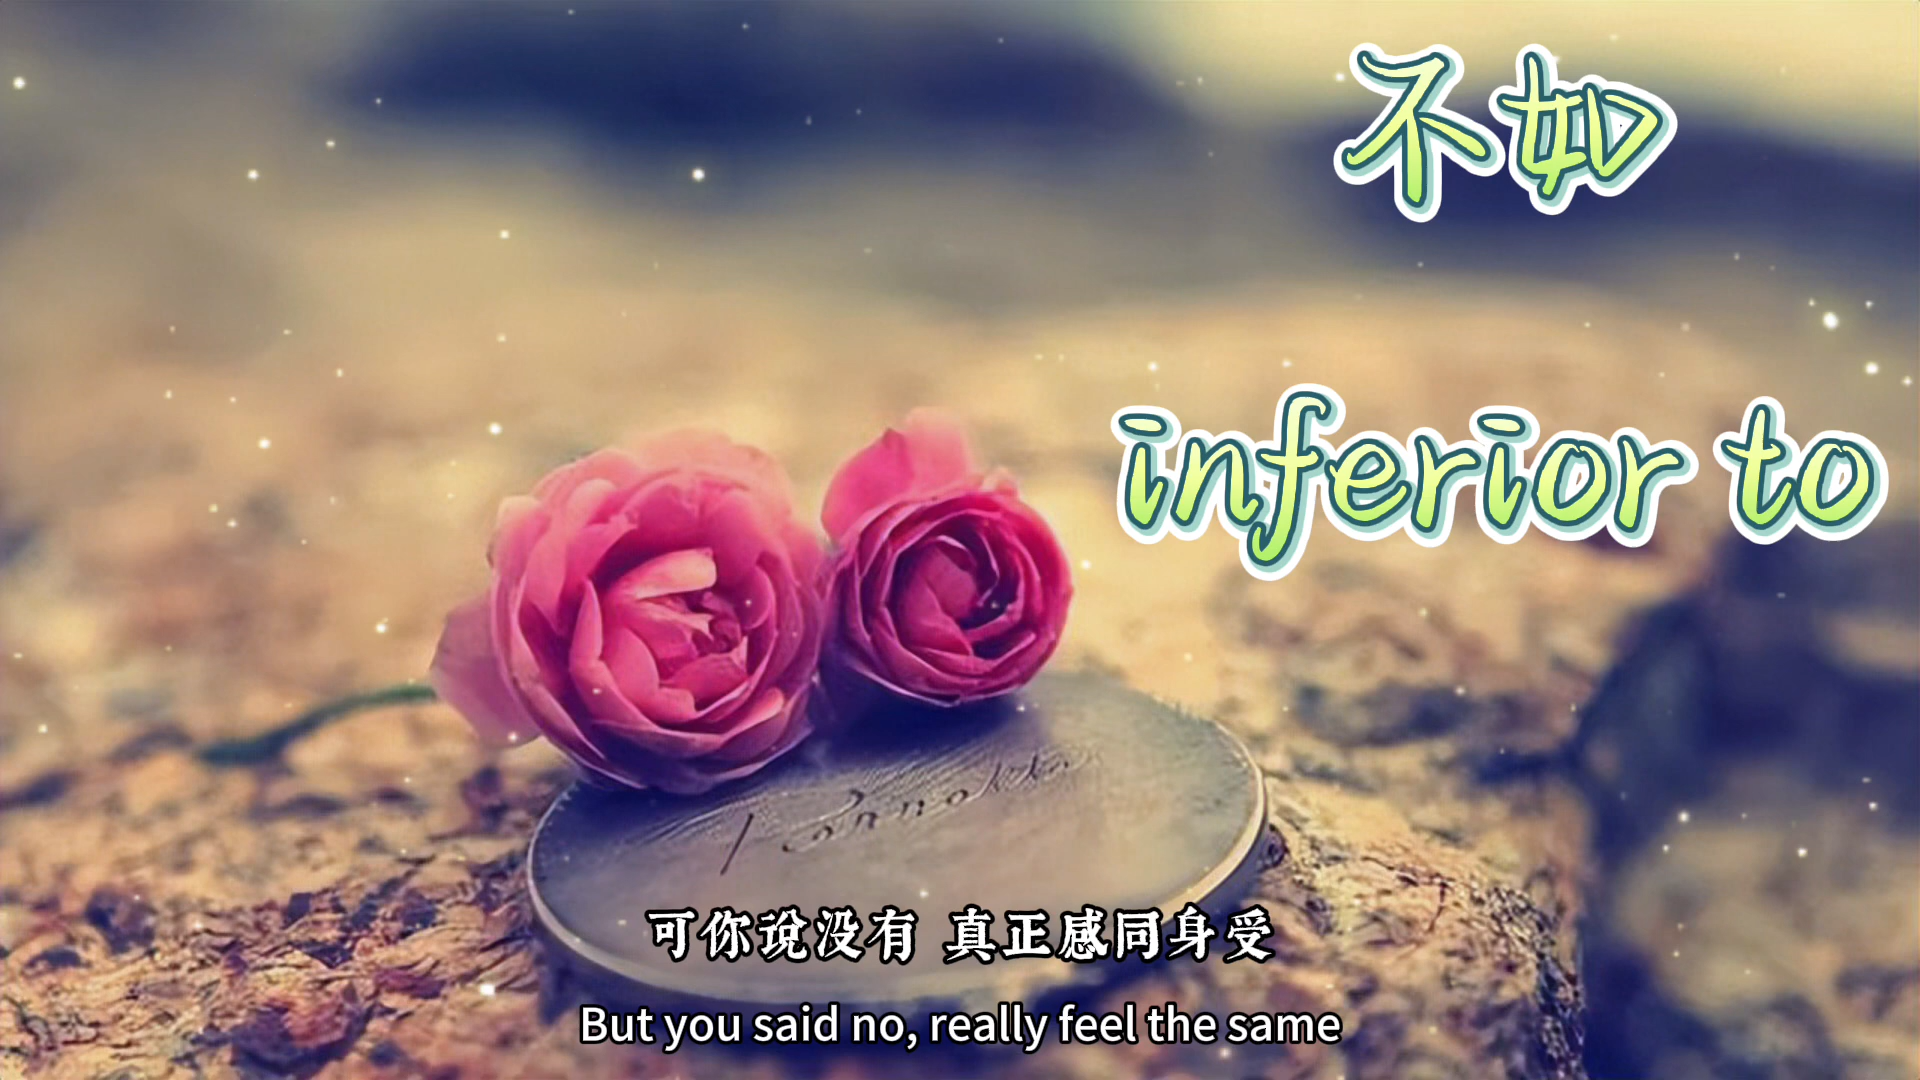 不如
inferior to
可你说没有 真正感同身受
But you said no, really feel the same